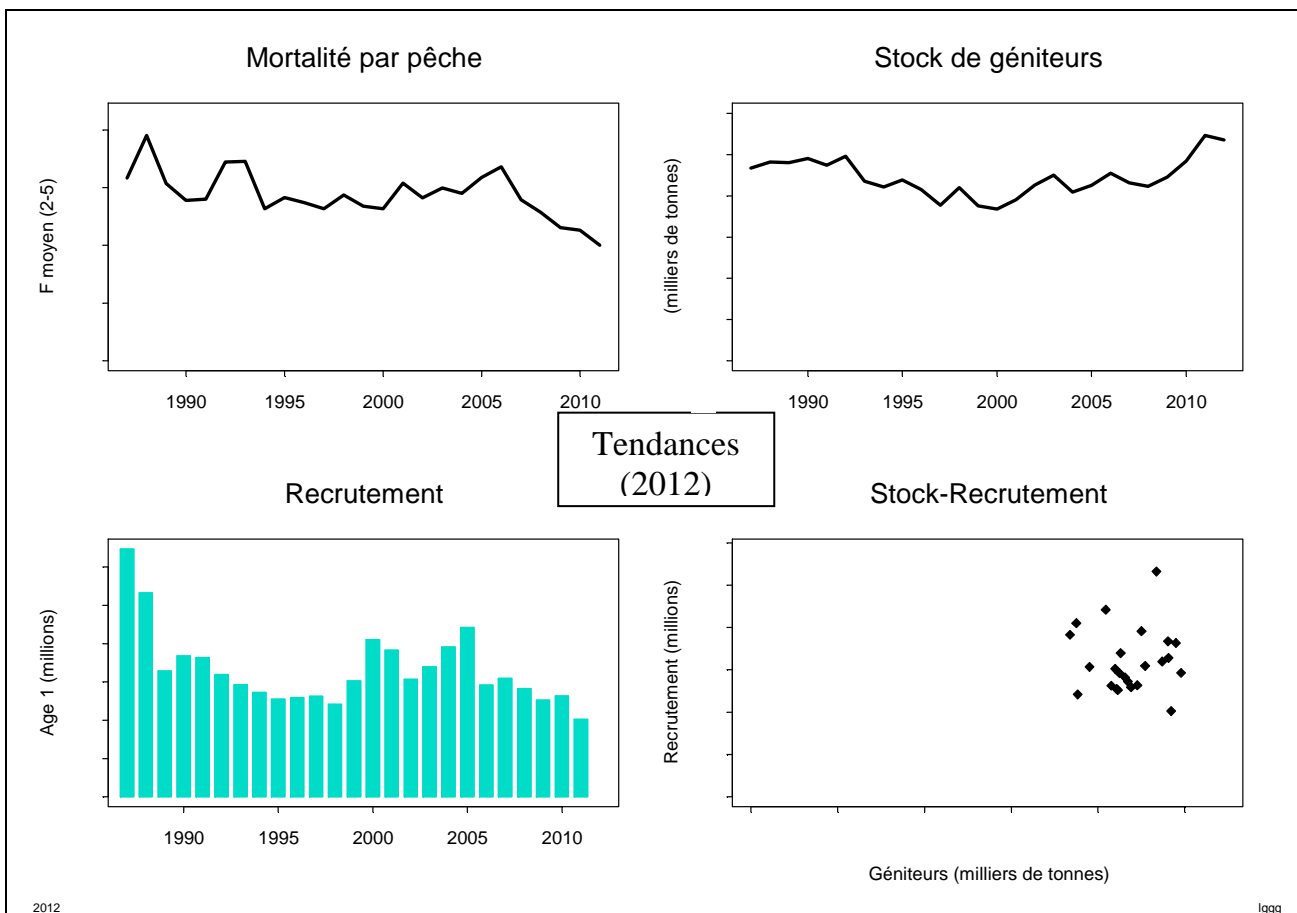 Mortalité par pêche
F moyen (2-5)
1990 1995 2000 2005 2010
Stock de géniteurs
(milliers de tonnes)
1990 1995 2000 2005 2010
Tendances
(2012)
Recrutement
Age 1 (millions)
1990 1995 2000 2005 2010
Stock-Recrutement
Recrutement (millions)
Géniteurs (milliers de tonnes)
2012